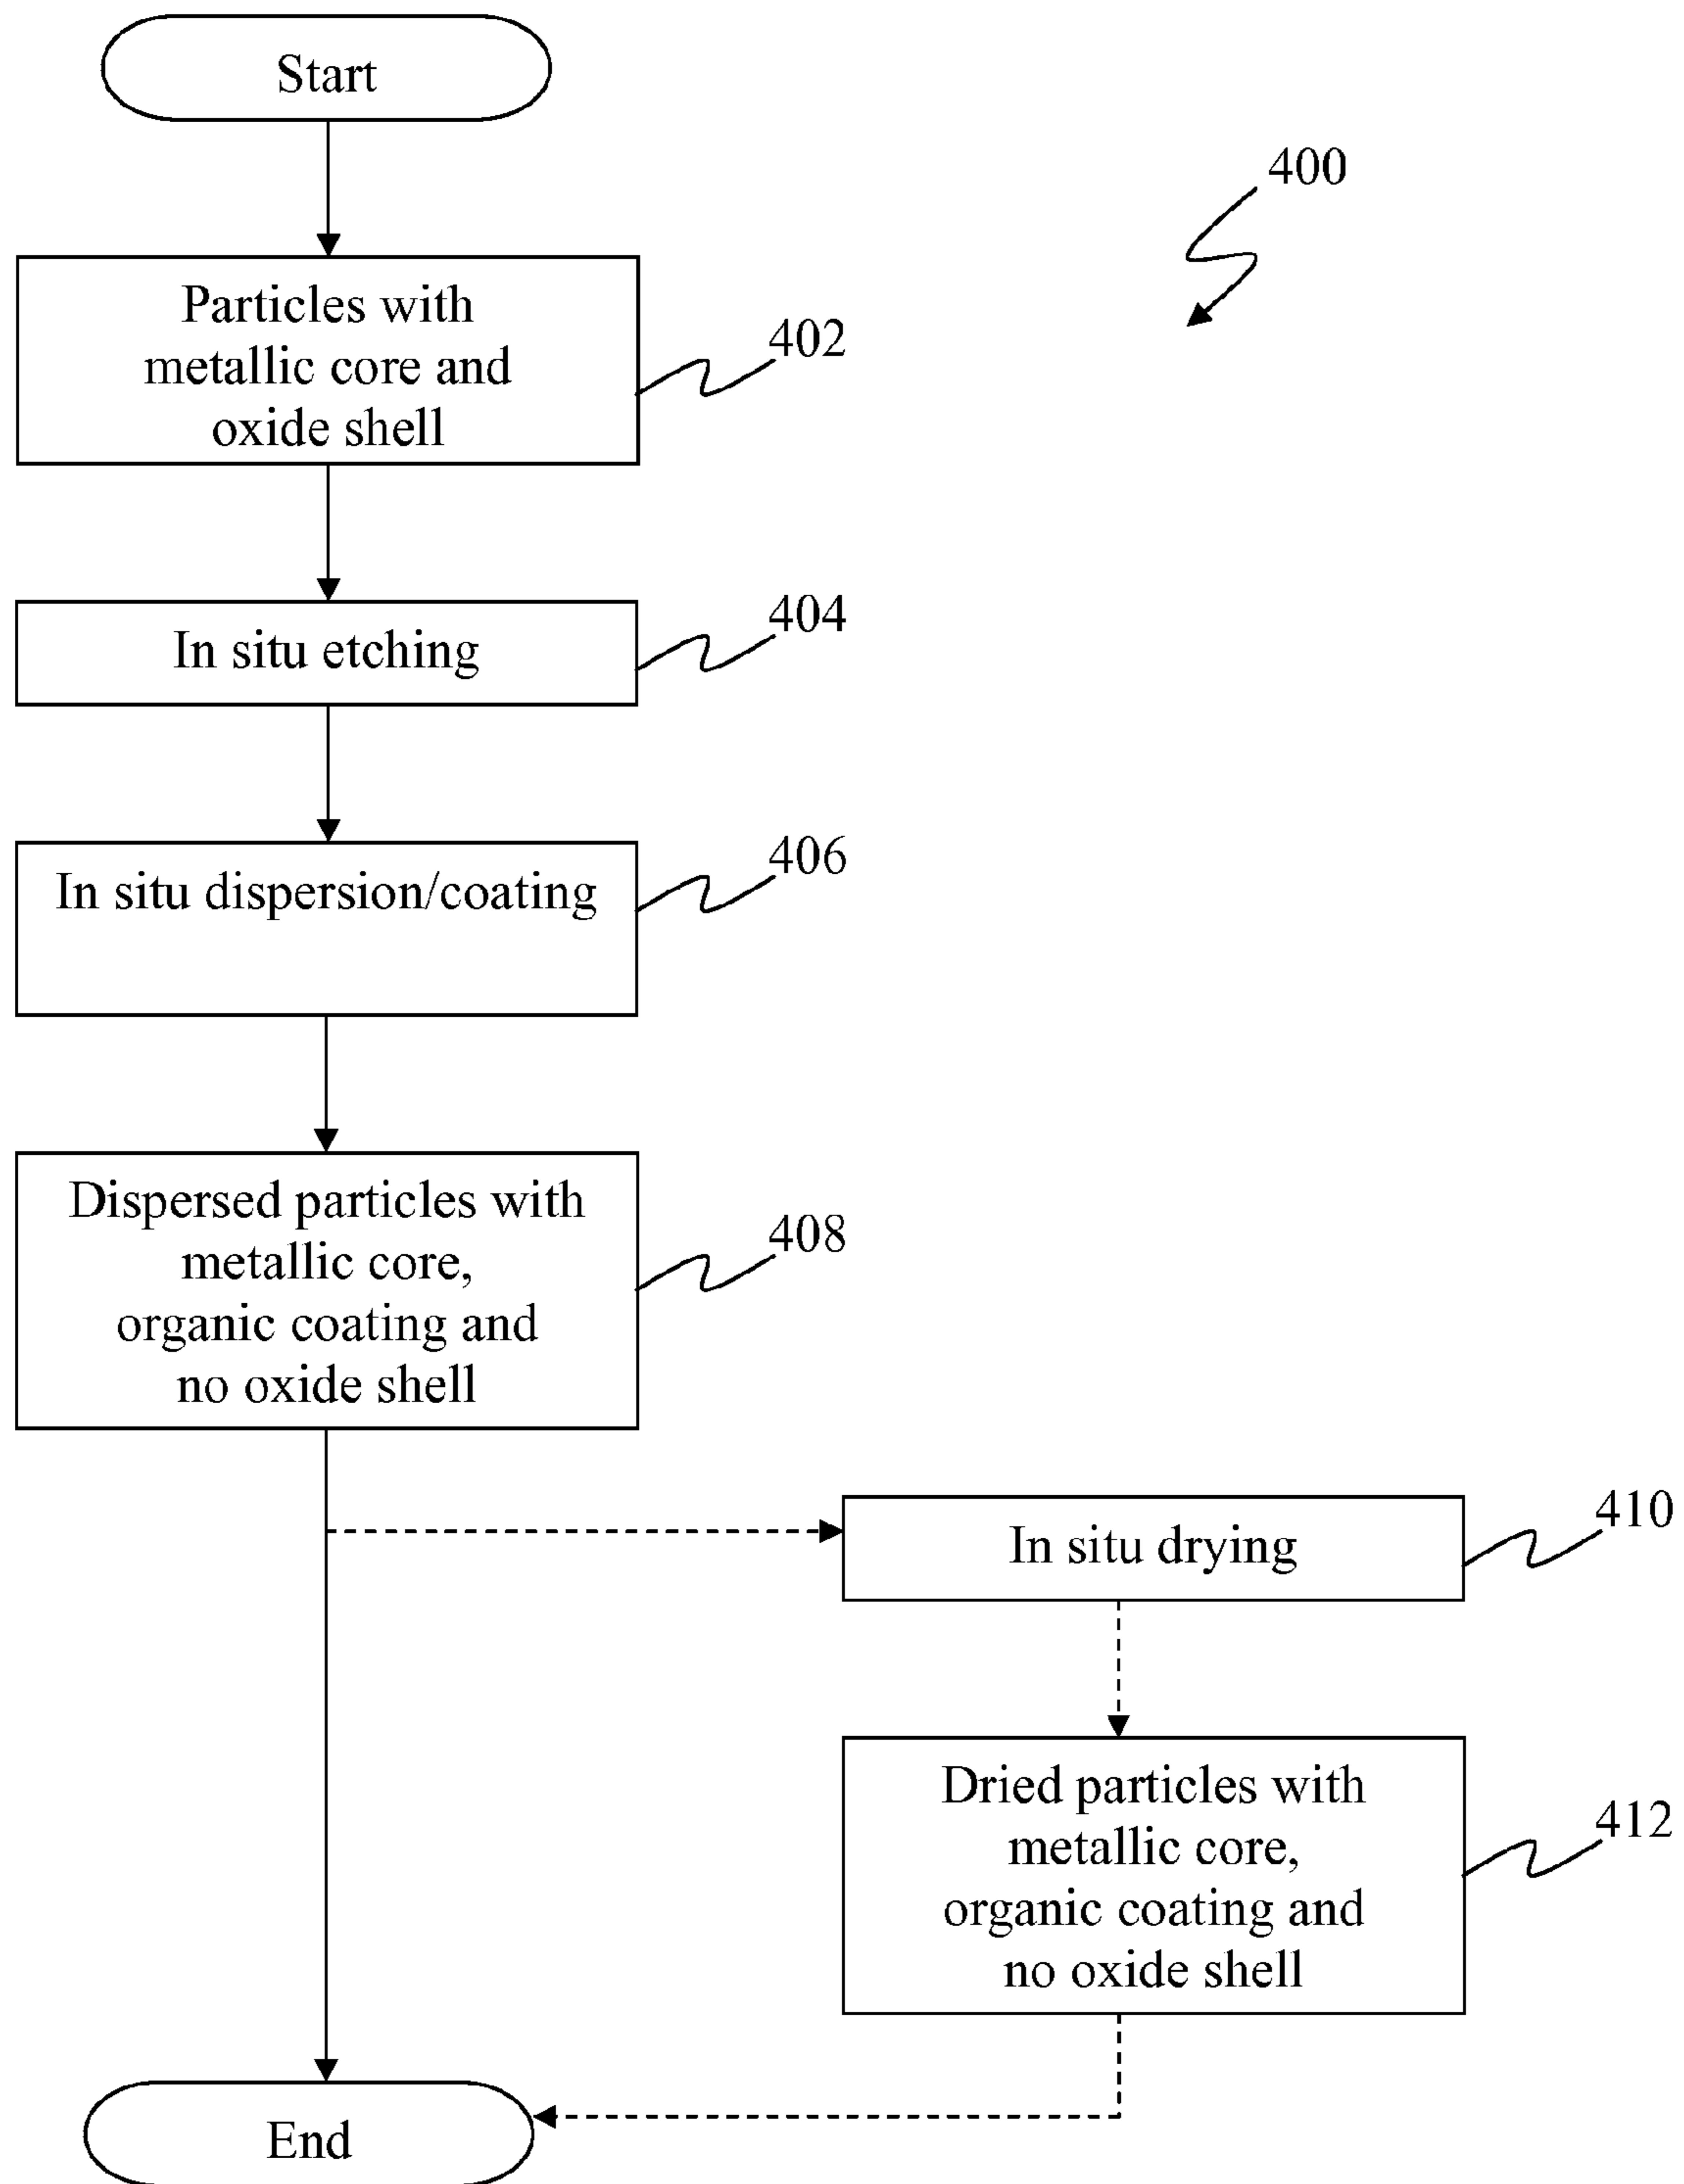 Start
400
Particles with
metallic core and
oxide shell
402
In situ etching
404
In situ dispersion/coating
406
Dispersed particles with
metallic core,
organic coating and
no oxide shell
408
In situ drying
410
Dried particles with
metallic core,
organic coating and
no oxide shell
412
End